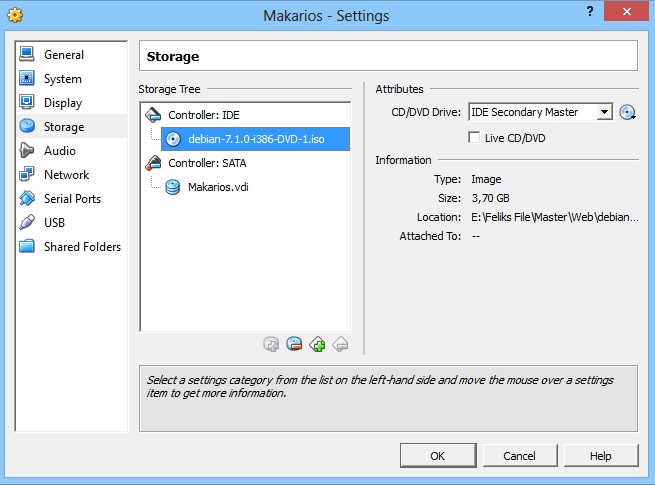 Makarios - Settings
?
General
System
Display
Storage
Audio
Network
Serial Ports
USB
Shared Folders
Storage
Storage Tree
Controller: IDE
debian-7.1.0-i386-DVD-1.iso
Controller: SATA
Makarios.vdi
Attributes
CD/DVD Drive: IDE Secondary Master
Live CD/DVD
Information
Type: Image
Size: 3,70 GB
Location: E:\Feliks File\Master\Web\debian...
Attached To: --
Select a settings category from the list on the left-hand side and move the mouse over a settings
item to get more information.
OK Cancel Help